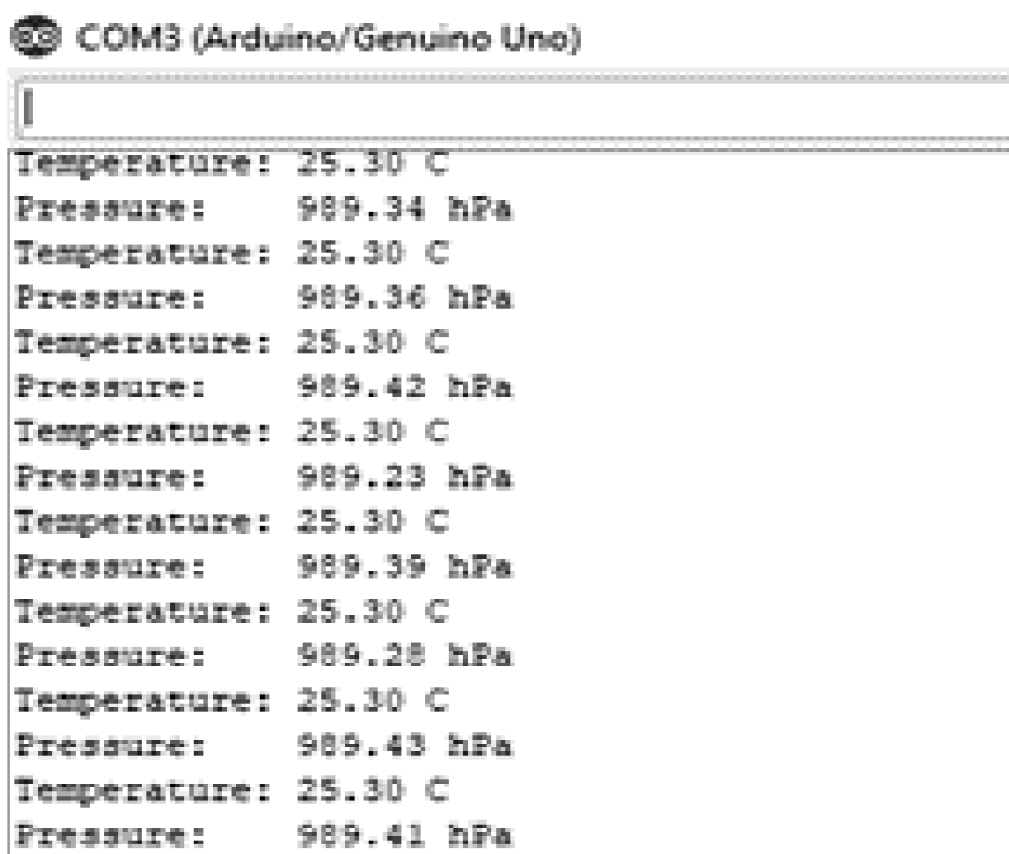 COM3 (Arduino/Genuino Uno)
Temperature: 25.30 C
Pressure: 989.34 hPa
Temperature: 25.30 C
Pressure: 989.36 hPa
Temperature: 25.30 C
Pressure: 989.42 hPa
Temperature: 25.30 C
Pressure: 989.23 hPa
Temperature: 25.30 C
Pressure: 989.39 hPa
Temperature: 25.30 C
Pressure: 989.28 hPa
Temperature: 25.30 C
Pressure: 989.43 hPa
Temperature: 25.30 C
Pressure: 989.41 hPa